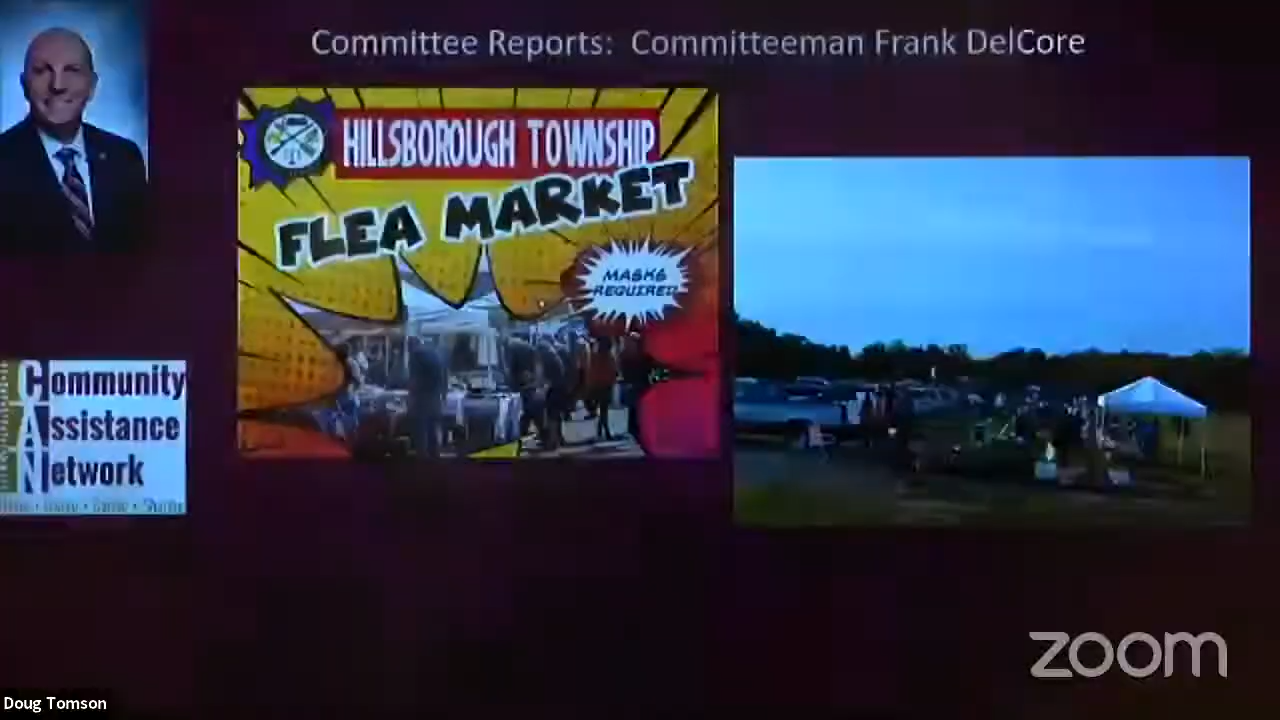 Committee Reports: Committeeman Frank DelCore
HILLSBOROUGH TOWNSHIP
FLEA MARKET
MASKS
REQUIRED
Community
Assistance
Network
zoom
Doug Tomson